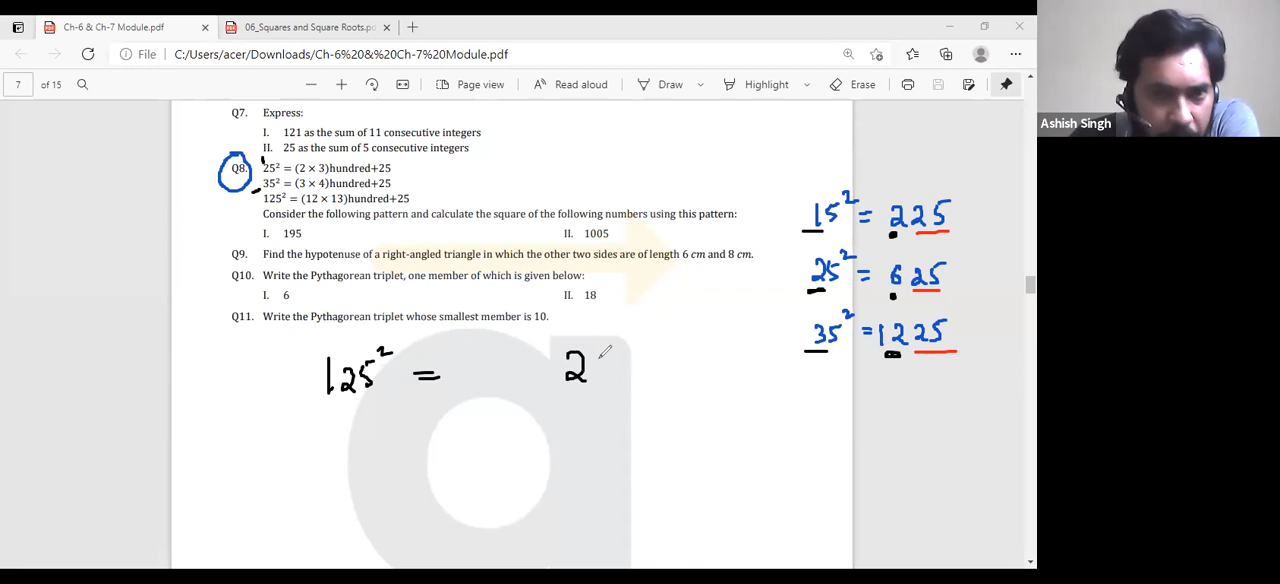 Ch-6 & Ch-7 Module.pdf
06_Squares and Square Roots.pd
File C:/Users/acer/Downloads/Ch-6%20&%20Ch-7%20Module.pdf
7 of 15
Page view
Read aloud
Draw
Highlight
Erase
Ashish Singh
Q7. Express:
I. 121 as the sum of 11 consecutive integers
II. 25 as the sum of 5 consecutive integers
Q8. 25² = (2 × 3)hundred+25
35² = (3 × 4)hundred+25
125² = (12 × 13)hundred+25
Consider the following pattern and calculate the square of the following numbers using this pattern:
I. 195 II. 1005
Q9. Find the hypotenuse of a right-angled triangle in which the other two sides are of length 6 cm and 8 cm.
Q10. Write the Pythagorean triplet, one member of which is given below:
I. 6 II. 18
Q11. Write the Pythagorean triplet whose smallest member is 10.
15² = 225
25² = 625
35² = 1225
125² = 2